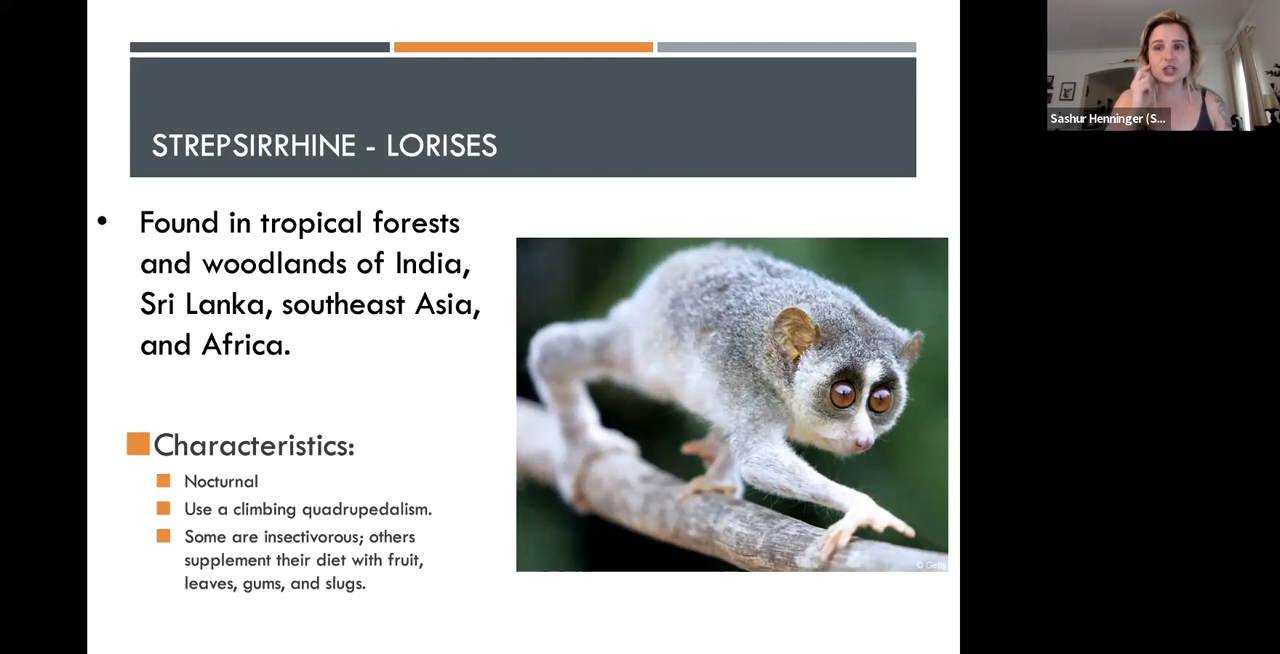 STREPSIRRHINE - LORISES
• Found in tropical forests
and woodlands of India,
Sri Lanka, southeast Asia,
and Africa.
Characteristics:
Nocturnal
Use a climbing quadrupedalism.
Some are insectivorous; others
supplement their diet with fruit,
leaves, gums, and slugs.
© Getty
Sashur Henninger (S...